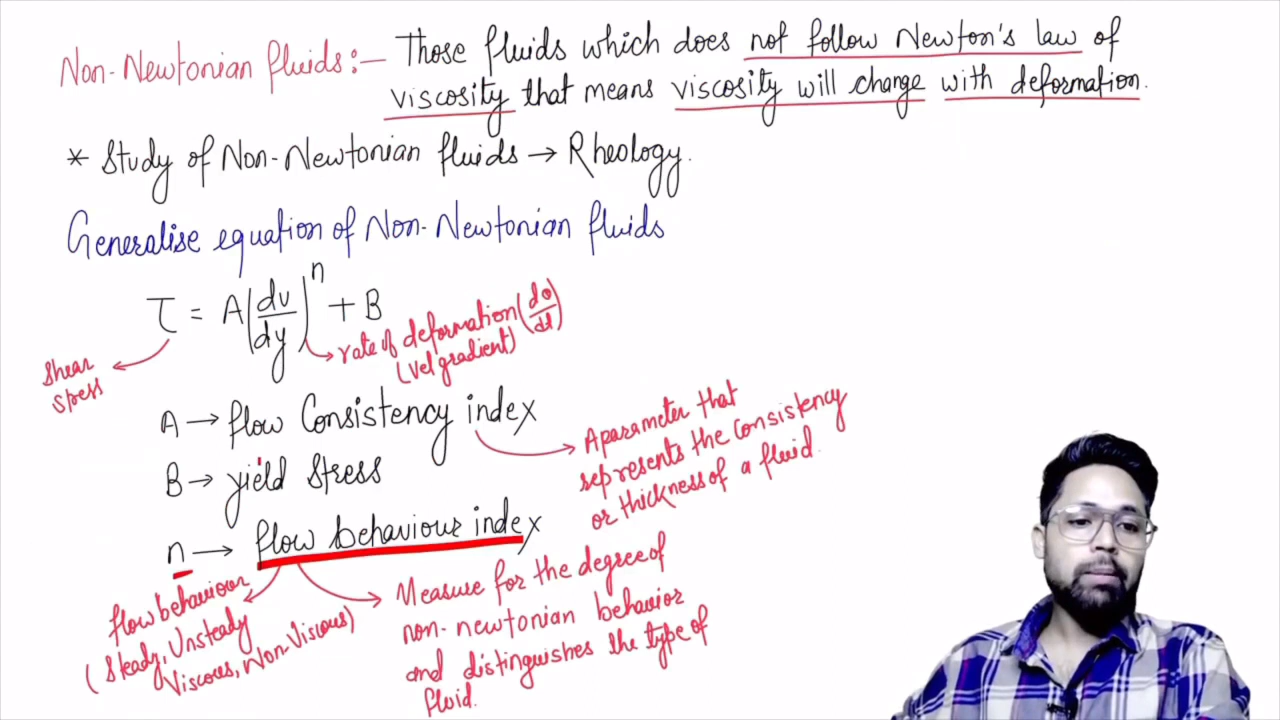 Non-Newtonian fluids:- Those fluids which does not follow Newton's law of
viscosity that means viscosity will change with deformation.
* Study of Non-Newtonian fluids → Rheology.
Generalise equation of Non-Newtonian fluids
τ = A(du/dy)^n + B
rate of deformation (dθ/dt)
(vel gradient)
Shear
stress
A → flow Consistency index
A parameter that
represents the consistency
or thickness of a fluid.
B → yield stress
n → flow behaviour index
flow behaviour
(Steady, Unsteady
Viscous, Non-Viscous)
Measure for the degree of
non-newtonian behavior
and distinguishes the type of
fluid.